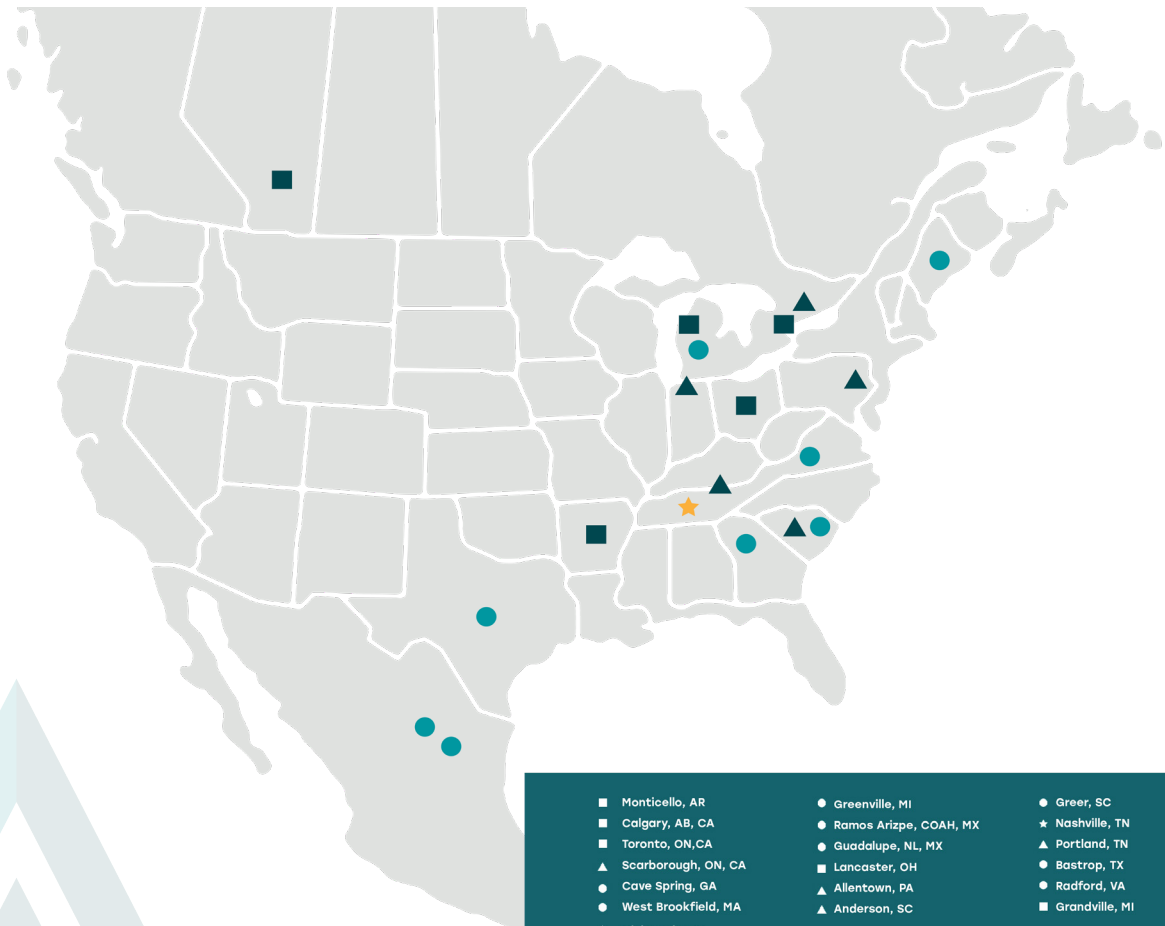 Monticello, AR
Calgary, AB, CA
Toronto, ON,CA
Scarborough, ON, CA
Cave Spring, GA
West Brookfield, MA
Greenville, MI
Ramos Arizpe, COAH, MX
Guadalupe, NL, MX
Lancaster, OH
Allentown, PA
Anderson, SC
Greer, SC
Nashville, TN
Portland, TN
Bastrop, TX
Radford, VA
Grandville, MI